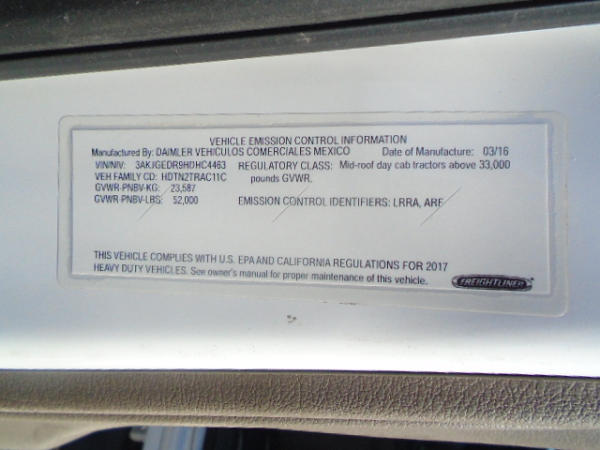 VEHICLE EMISSION CONTROL INFORMATION
Manufactured By: DAIMLER VEHICULOS COMERCIALES MEXICO Date of Manufacture: 03/16
VIN/NIV: 3AKJGEDR9HDHC4463 REGULATORY CLASS: Mid-roof day cab tractors above 33,000
VEH FAMILY CD: HDTN2TRAC11C pounds GVWR.
GVWR-PNBV-KG: 23,587
GVWR-PNBV-LBS: 52,000 EMISSION CONTROL IDENTIFIERS: LRRA, ARF
THIS VEHICLE COMPLIES WITH U.S. EPA AND CALIFORNIA REGULATIONS FOR 2017
HEAVY DUTY VEHICLES. See owner's manual for proper maintenance of this vehicle.
FREIGHTLINER